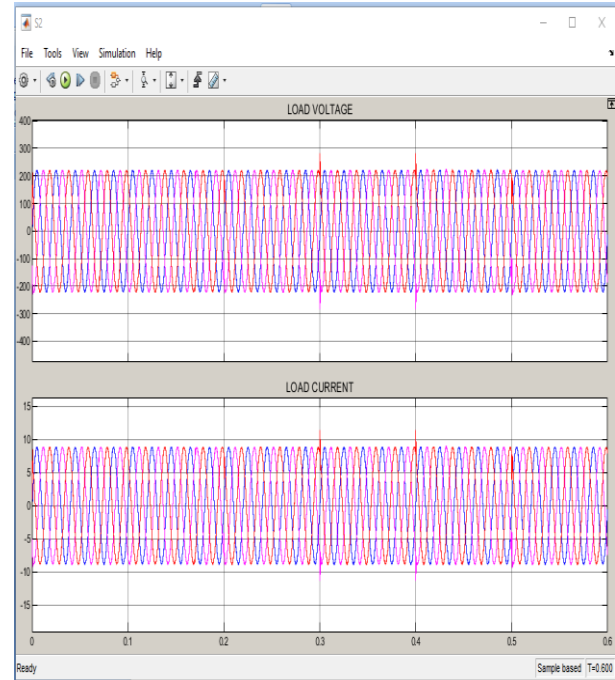 S2
File Tools View Simulation Help
LOAD VOLTAGE
400
300
200
100
0
-100
-200
-300
-400
LOAD CURRENT
15
10
5
0
-5
-10
-15
0 0.1 0.2 0.3 0.4 0.5 0.6
Ready Sample based T=0.600